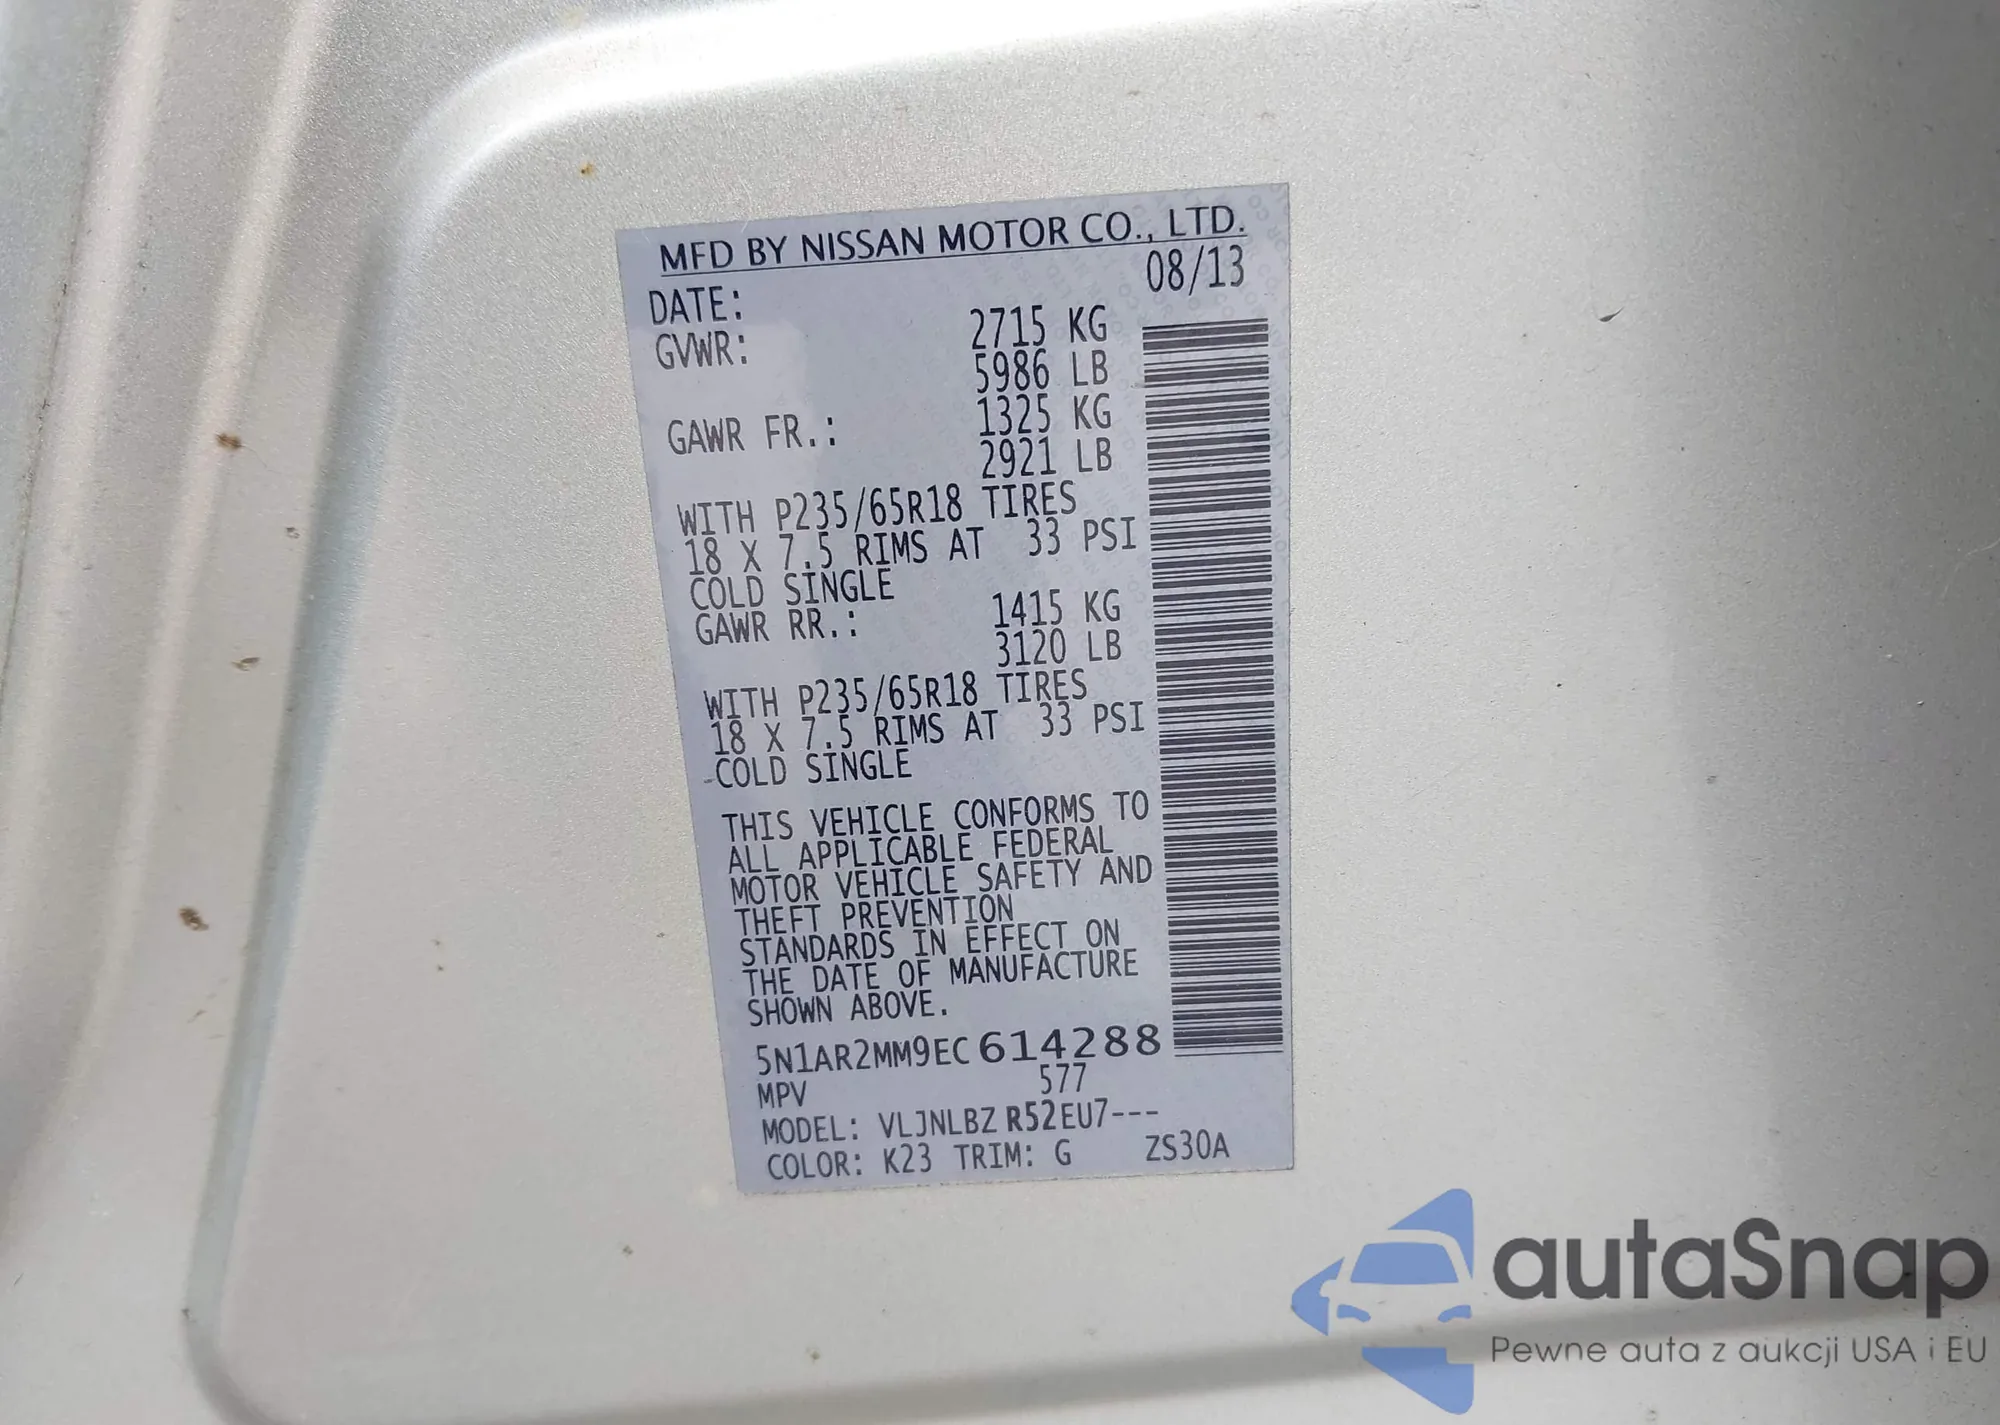 MFD BY NISSAN MOTOR CO., LTD.
DATE: 08/13
GVWR: 2715 KG
5986 LB
GAWR FR.: 1325 KG
2921 LB
WITH P235/65R18 TIRES
18 X 7.5 RIMS AT 33 PSI
COLD SINGLE
GAWR RR.: 1415 KG
3120 LB
WITH P235/65R18 TIRES
18 X 7.5 RIMS AT 33 PSI
COLD SINGLE
THIS VEHICLE CONFORMS TO
ALL APPLICABLE FEDERAL
MOTOR VEHICLE SAFETY AND
THEFT PREVENTION
STANDARDS IN EFFECT ON
THE DATE OF MANUFACTURE
SHOWN ABOVE.
5N1AR2MM9EC614288
MPV 577
MODEL: VLJNLBZ R52EU7---
COLOR: K23 TRIM: G ZS30A
autaSnap
Pewne auta z aukcji USA i EU